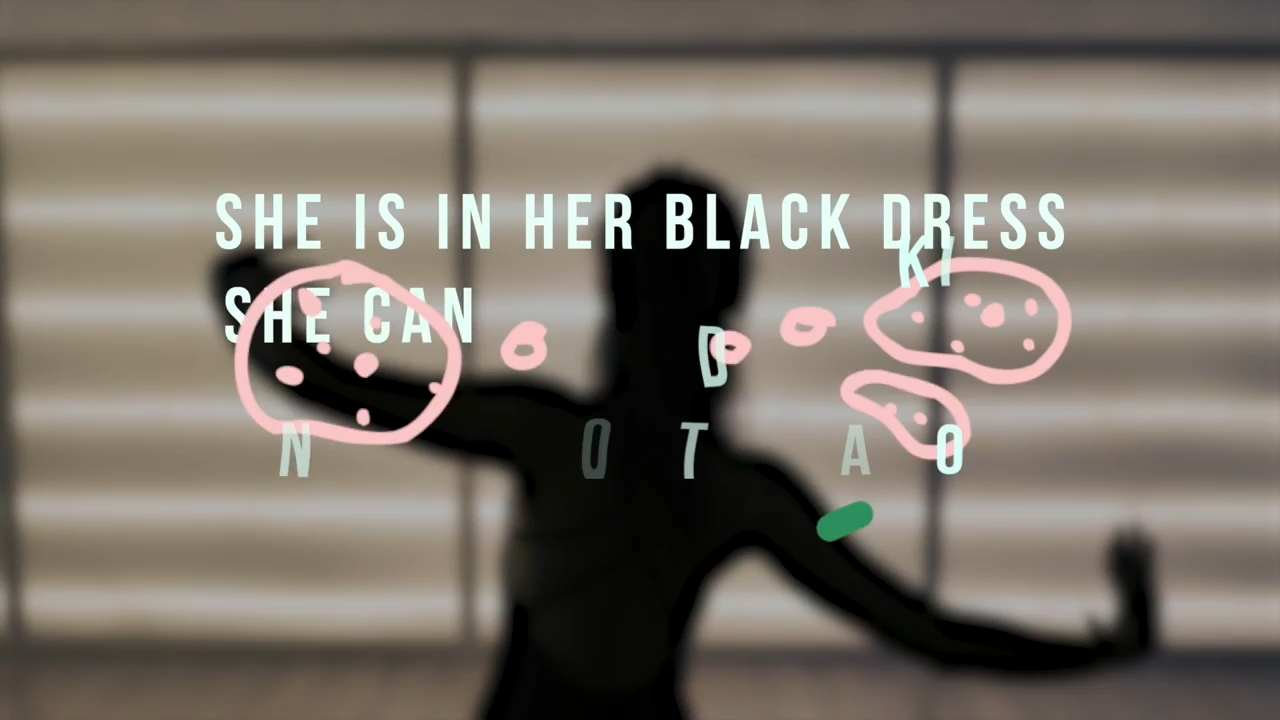 SHE IS IN HER BLACK DRESS
KI
SHE CAN
D
N O T A O